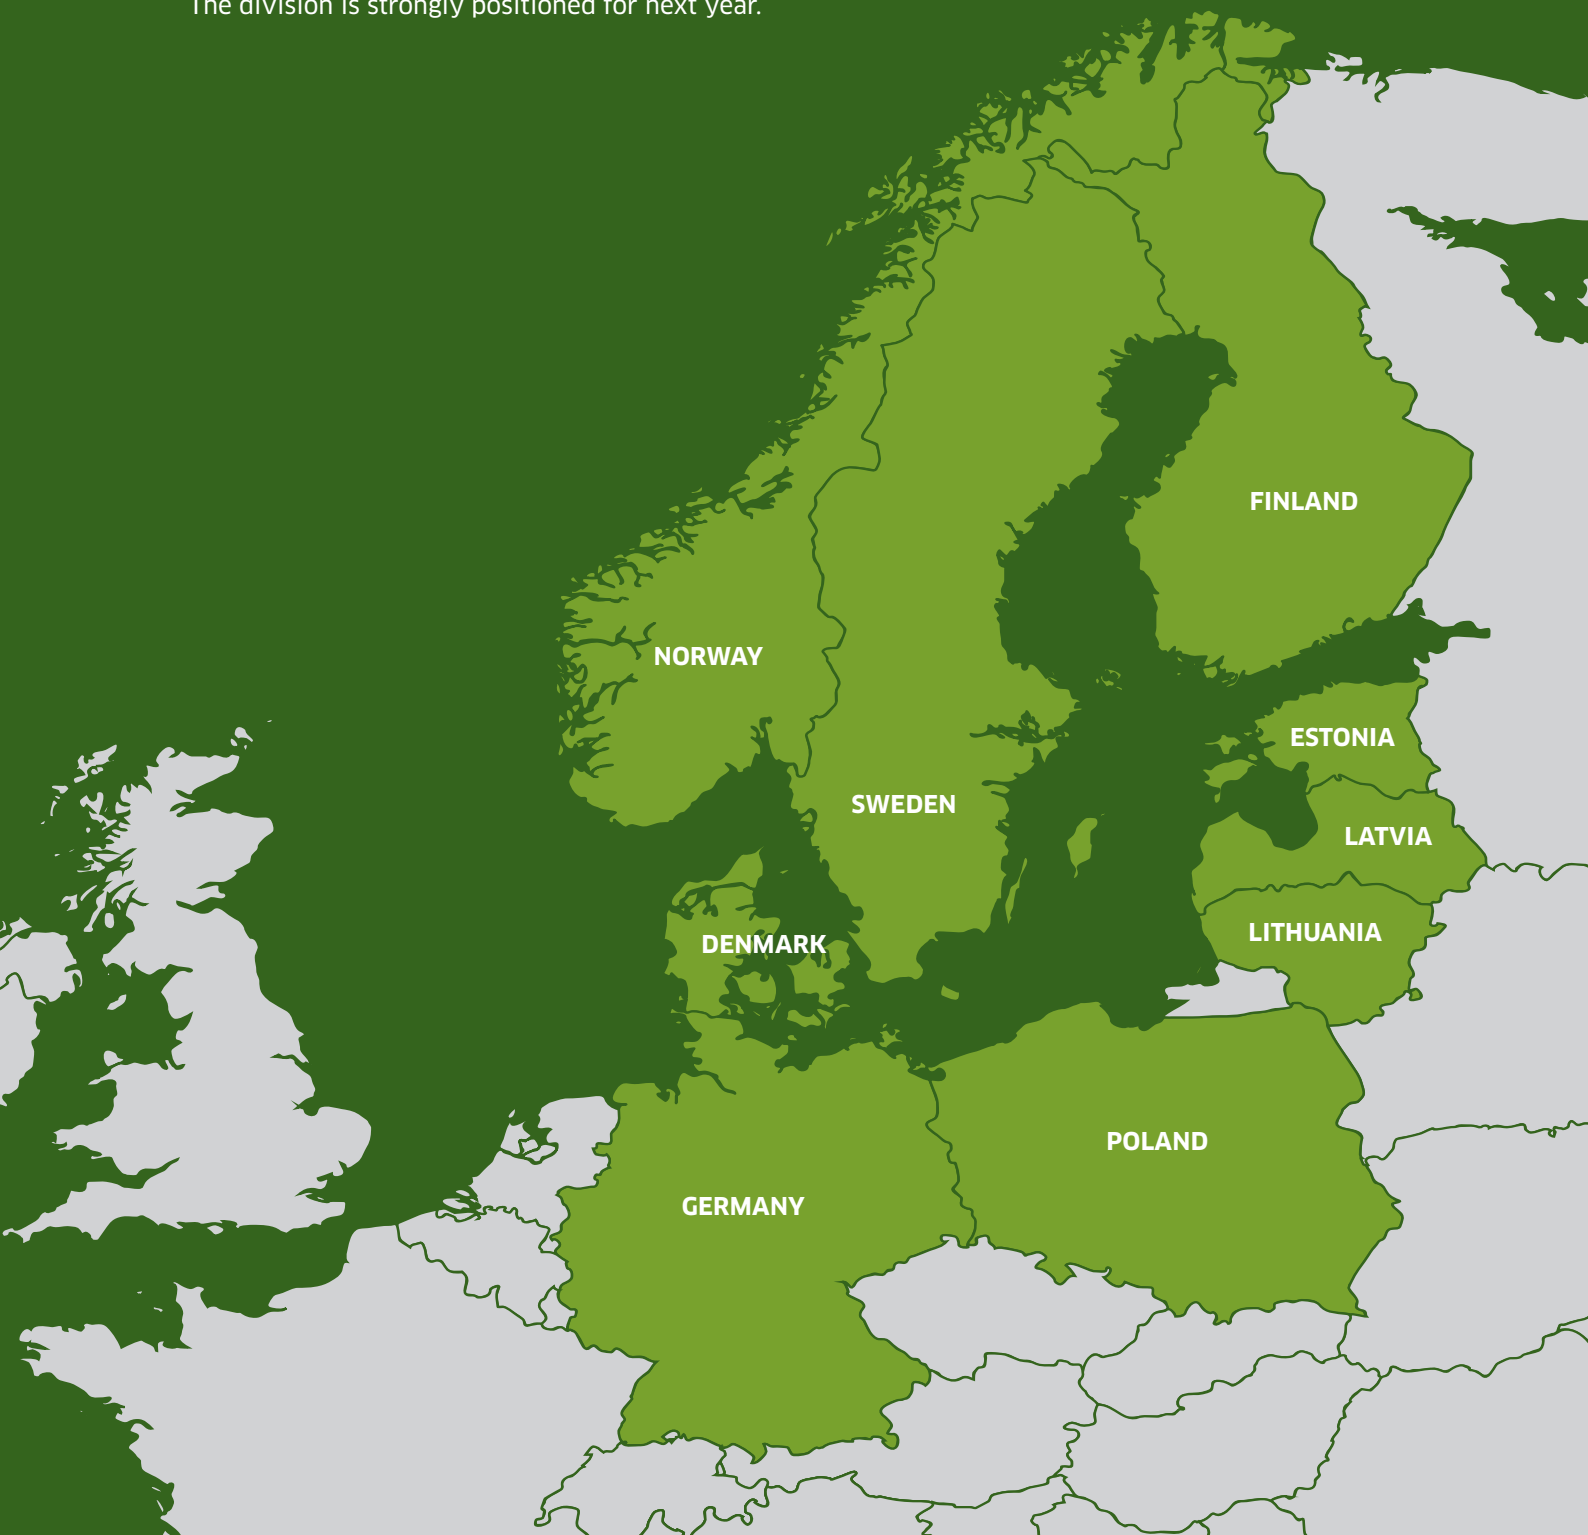 The division is strongly positioned for next year.
FINLAND
NORWAY
ESTONIA
SWEDEN
LATVIA
LITHUANIA
DENMARK
POLAND
GERMANY